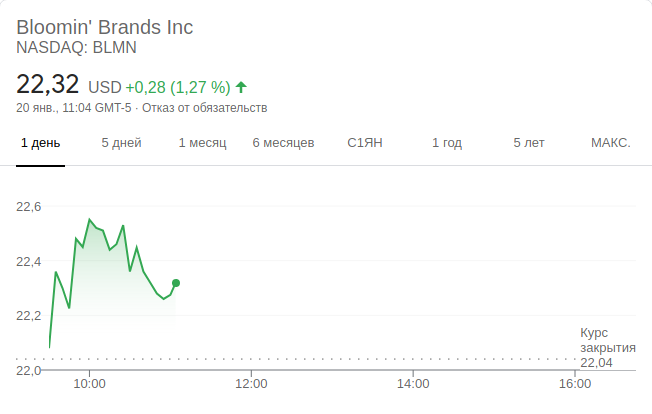 Bloomin' Brands Inc
NASDAQ: BLMN
22,32 USD +0,28 (1,27 %)
20 янв., 11:04 GMT-5 · Отказ от обязательств
1 день 5 дней 1 месяц 6 месяцев С1ЯН 1 год 5 лет МАКС.
22,6
22,4
22,2
22,0
Курс
закрытия
22,04
10:00 12:00 14:00 16:00